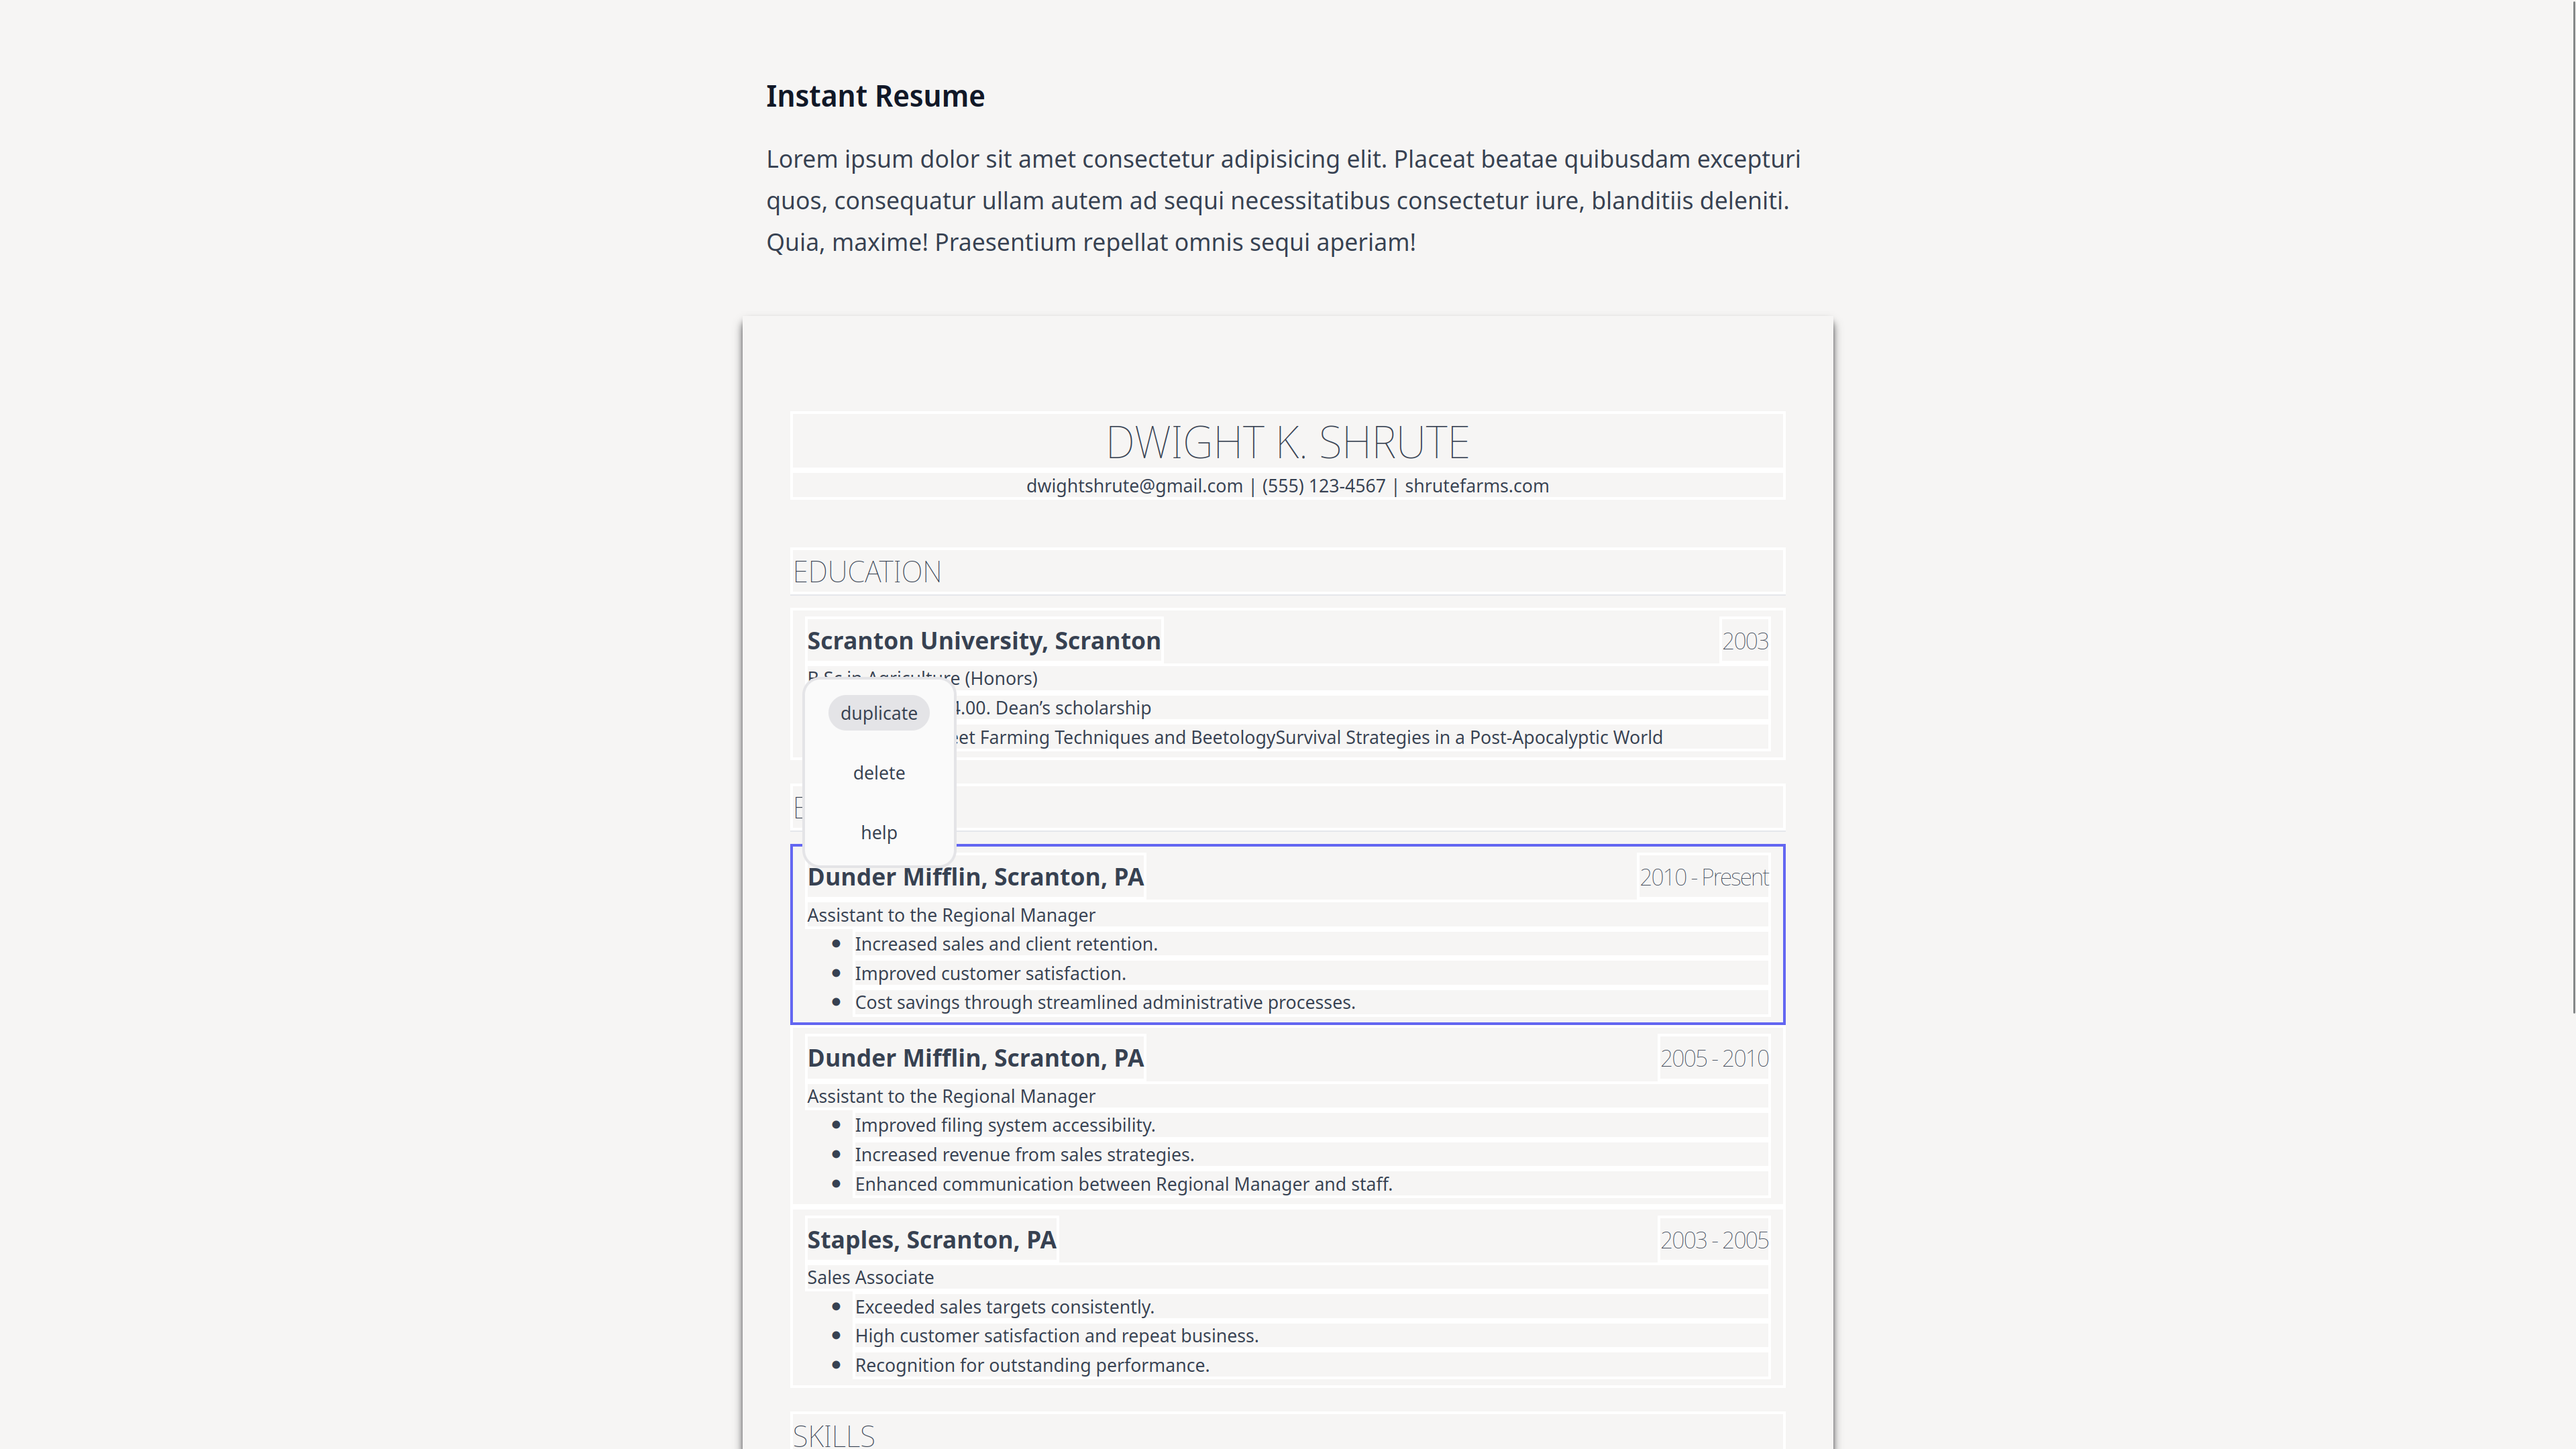 Instant Resume
Lorem ipsum dolor sit amet consectetur adipisicing elit. Placeat beatae quibusdam excepturi
quos, consequatur ullam autem ad sequi necessitatibus consectetur iure, blanditiis deleniti.
Quia, maxime! Praesentium repellat omnis sequi aperiam!
DWIGHT K. SHRUTE
dwightshrute@gmail.com | (555) 123-4567 | shrutefarms.com
EDUCATION
Scranton University, Scranton 2003
B.Sc in Agriculture (Honors)
4.00. Dean’s scholarship
Farming Techniques and BeetologySurvival Strategies in a Post-Apocalyptic World
duplicate
delete
help
Dunder Mifflin, Scranton, PA 2010 - Present
Assistant to the Regional Manager
• Increased sales and client retention.
• Improved customer satisfaction.
• Cost savings through streamlined administrative processes.
Dunder Mifflin, Scranton, PA 2005 - 2010
Assistant to the Regional Manager
• Improved filing system accessibility.
• Increased revenue from sales strategies.
• Enhanced communication between Regional Manager and staff.
Staples, Scranton, PA 2003 - 2005
Sales Associate
• Exceeded sales targets consistently.
• High customer satisfaction and repeat business.
• Recognition for outstanding performance.
SKILLS